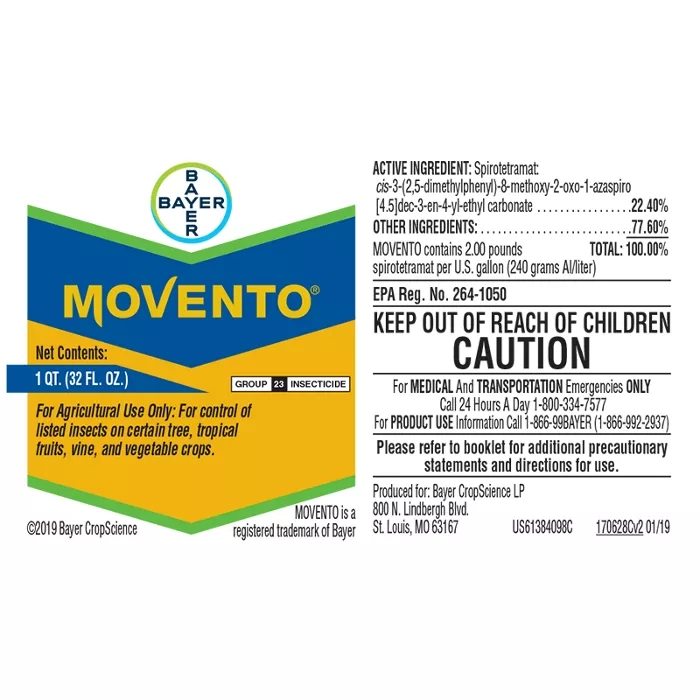 BAYER
BAYER
MOVENTO®
Net Contents:
1 QT. (32 FL. OZ.)
GROUP 23 INSECTICIDE
For Agricultural Use Only: For control of
listed insects on certain tree, tropical
fruits, vine, and vegetable crops.
©2019 Bayer CropScience
MOVENTO is a
registered trademark of Bayer
ACTIVE INGREDIENT: Spirotetramat:
cis-3-(2,5-dimethylphenyl)-8-methoxy-2-oxo-1-azaspiro
[4.5]dec-3-en-4-yl-ethyl carbonate ................. 22.40%
OTHER INGREDIENTS: ............................. 77.60%
MOVENTO contains 2.00 pounds TOTAL: 100.00%
spirotetramat per U.S. gallon (240 grams AI/liter)
EPA Reg. No. 264-1050
KEEP OUT OF REACH OF CHILDREN
CAUTION
For MEDICAL And TRANSPORTATION Emergencies ONLY
Call 24 Hours A Day 1-800-334-7577
For PRODUCT USE Information Call 1-866-99BAYER (1-866-992-2937)
Please refer to booklet for additional precautionary
statements and directions for use.
Produced for: Bayer CropScience LP
800 N. Lindbergh Blvd.
St. Louis, MO 63167 US61384098C 170628Cv2 01/19